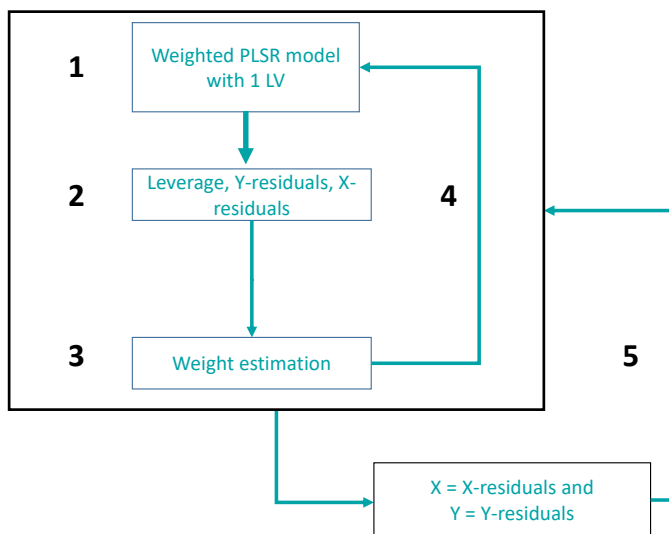 1
Weighted PLSR model
with 1 LV
2
Leverage, Y-residuals, X-
residuals
4
3
Weight estimation
5
X = X-residuals and
Y = Y-residuals